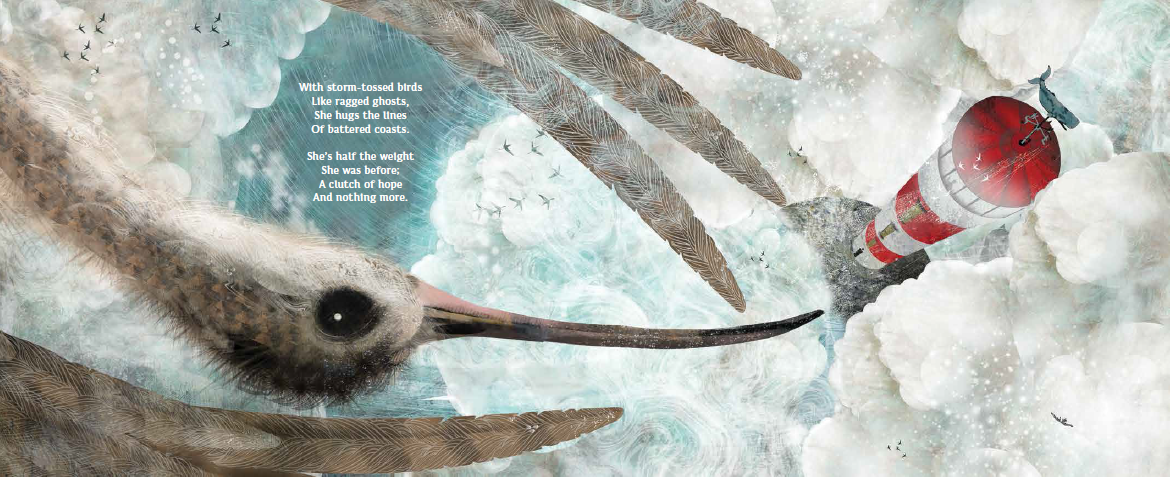 With storm-tossed birds
Like ragged ghosts,
She hugs the lines
Of battered coasts.
She's half the weight
She was before;
A clutch of hope
And nothing more.